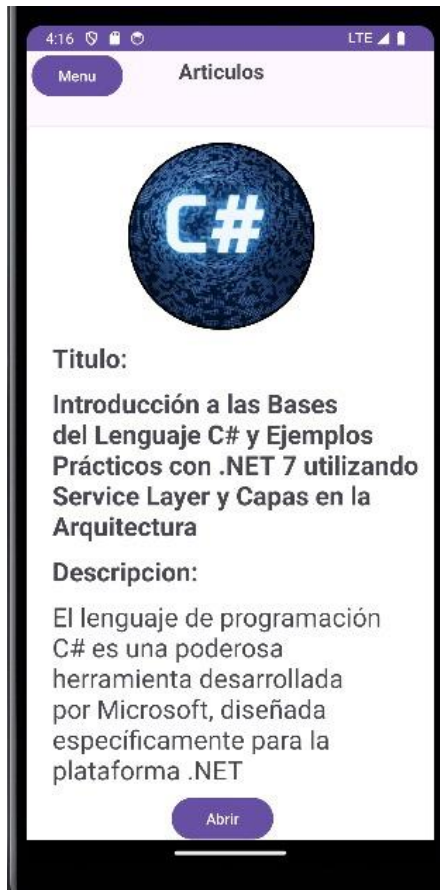 4:16
LTE
Menu
Articulos
C#
Titulo:
Introducción a las Bases
del Lenguaje C# y Ejemplos
Prácticos con .NET 7 utilizando
Service Layer y Capas en la
Arquitectura
Descripcion:
El lenguaje de programación
C# es una poderosa
herramienta desarrollada
por Microsoft, diseñada
específicamente para la
plataforma .NET
Abrir